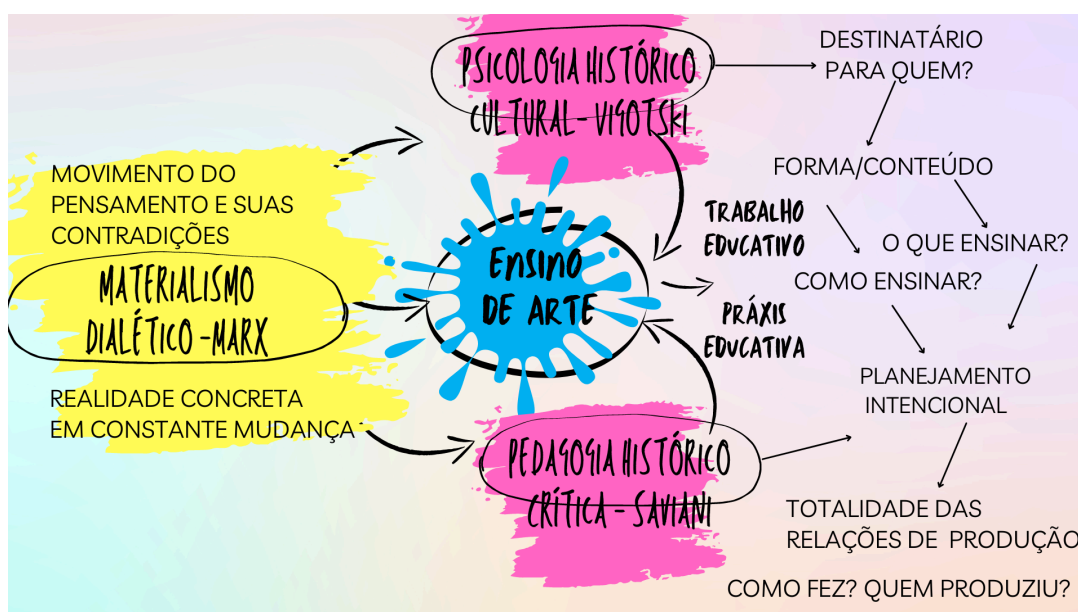 MOVIMENTO DO
PENSAMENTO E SUAS
CONTRADIÇÕES
MATERIALISMO
DIALÉTICO - MARX
REALIDADE CONCRETA
EM CONSTANTE MUDANÇA
PSICOLOGIA HISTÓRICO
CULTURAL - VIGOTSKI
ENSINO
DE ARTE
PEDAGOGIA HISTÓRICO
CRÍTICA - SAVIANI
TRABALHO
EDUCATIVO
PRÁXIS
EDUCATIVA
DESTINATÁRIO
PARA QUEM?
FORMA/CONTEÚDO
O QUE ENSINAR?
COMO ENSINAR?
PLANEJAMENTO
INTENCIONAL
TOTALIDADE DAS
RELAÇÕES DE PRODUÇÃO
COMO FEZ? QUEM PRODUZIU?